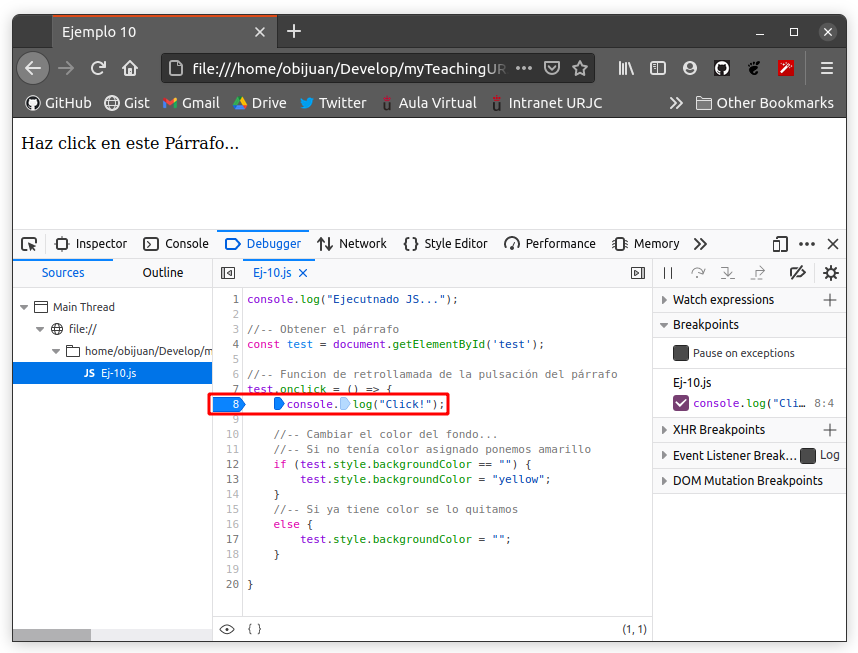 Ejemplo 10
file:///home/obijuan/Develop/myTeachingUR
GitHub Gist Gmail Drive Twitter Aula Virtual Intranet URJC Other Bookmarks
Haz click en este Párrafo...
Inspector Console Debugger Network {} Style Editor Performance Memory
Sources Outline Ej-10.js
Main Thread
file://
home/obijuan/Develop/m
JS Ej-10.js
1 console.log("Ejecutnado JS...");
2
3 //-- Obtener el párrafo
4 const test = document.getElementById('test');
5
6 //-- Funcion de retrollamada de la pulsación del párrafo
7 test.onclick = () => {
8 console.log("Click!");
9
10 //-- Cambiar el color del fondo...
11 //-- Si no tenía color asignado ponemos amarillo
12 if (test.style.backgroundColor == "") {
13 test.style.backgroundColor = "yellow";
14 }
15 //-- Si ya tiene color se lo quitamos
16 else {
17 test.style.backgroundColor = "";
18 }
19
20 }
{ } (1, 1)
Watch expressions
Breakpoints
Pause on exceptions
Ej-10.js
console.log("Cli... 8:4
XHR Breakpoints
Event Listener Break... Log
DOM Mutation Breakpoints